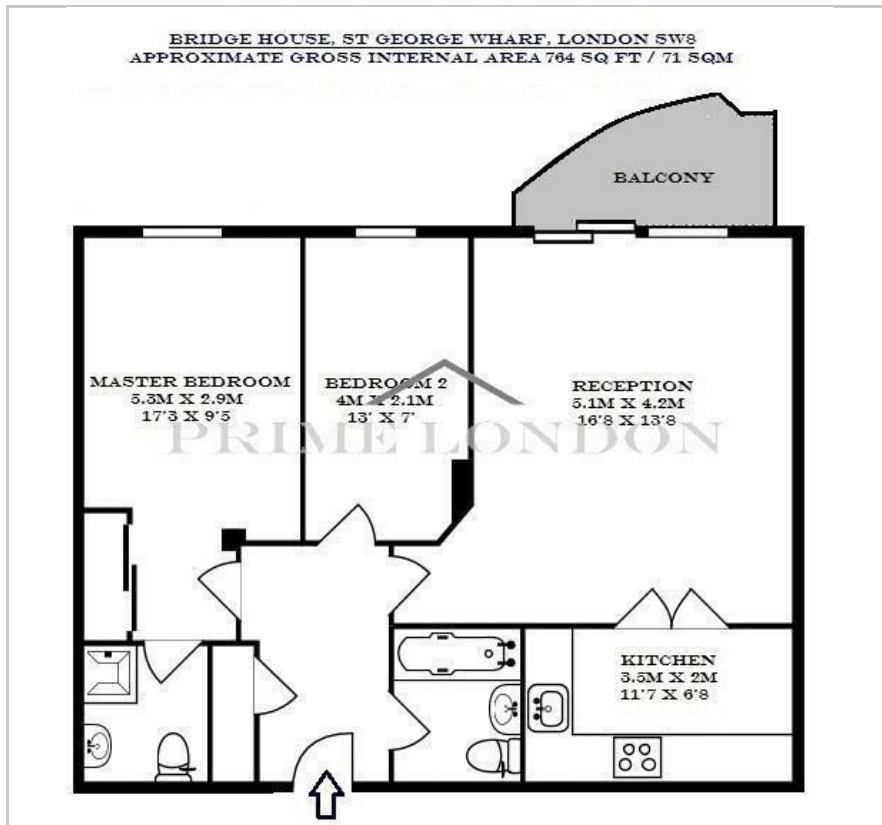 BRIDGE HOUSE, ST GEORGE WHARF, LONDON SW8
APPROXIMATE GROSS INTERNAL AREA 764 SQ FT / 71 SQM
BALCONY
MASTER BEDROOM
5.3M X 2.9M
17'3 X 9'5
BEDROOM 2
4M X 2.1M
13' X 7'
RECEPTION
5.1M X 4.2M
16'8 X 13'8
PRIME LONDON
KITCHEN
3.5M X 2M
11'7 X 6'8